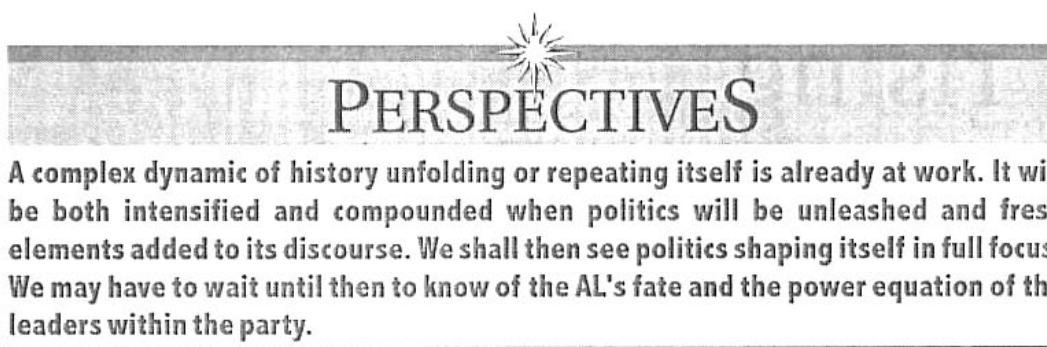 PERSPECTIVES
A complex dynamic of history unfolding or repeating itself is already at work. It wi
be both intensified and compounded when politics will be unleashed and fres
elements added to its discourse. We shall then see politics shaping itself in full focus
We may have to wait until then to know of the AL's fate and the power equation of th
leaders within the party.